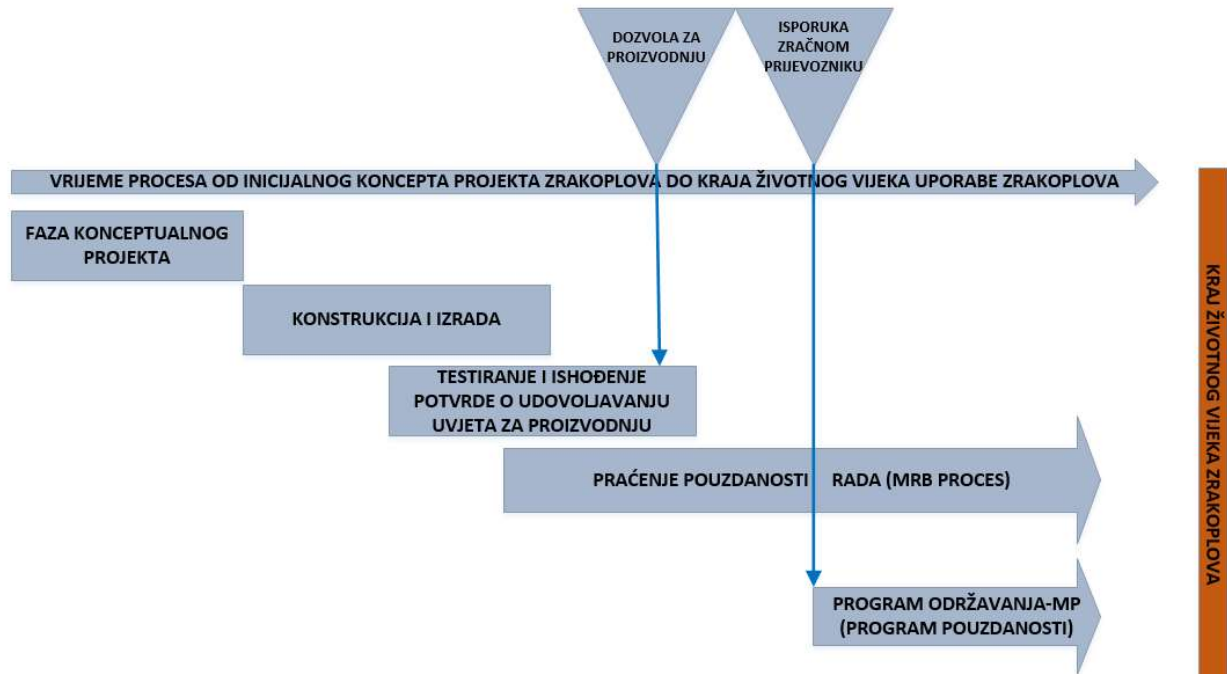 DOZVOLA ZA
PROIZVODNJU
ISPORUKA
ZRAČNOM
PRIJEVOZNIKU
VRIJEME PROCESA OD INICIJALNOG KONCEPTA PROJEKTA ZRAKOPLOVA DO KRAJA ŽIVOTNOG VIJEKA UPORABE ZRAKOPLOVA
FAZA KONCEPTUALNOG
PROJEKTA
KONSTRUKCIJA I IZRADA
TESTIRANJE I ISHOĐENJE
POTVRDE O UDOVOLJAVANJU
UVJETA ZA PROIZVODNJU
PRAĆENJE POUZDANOSTI RADA (MRB PROCES)
PROGRAM ODRŽAVANJA-MP
(PROGRAM POUZDANOSTI)
KRAJ ŽIVOTNOG VIJEKA ZRAKOPLOVA